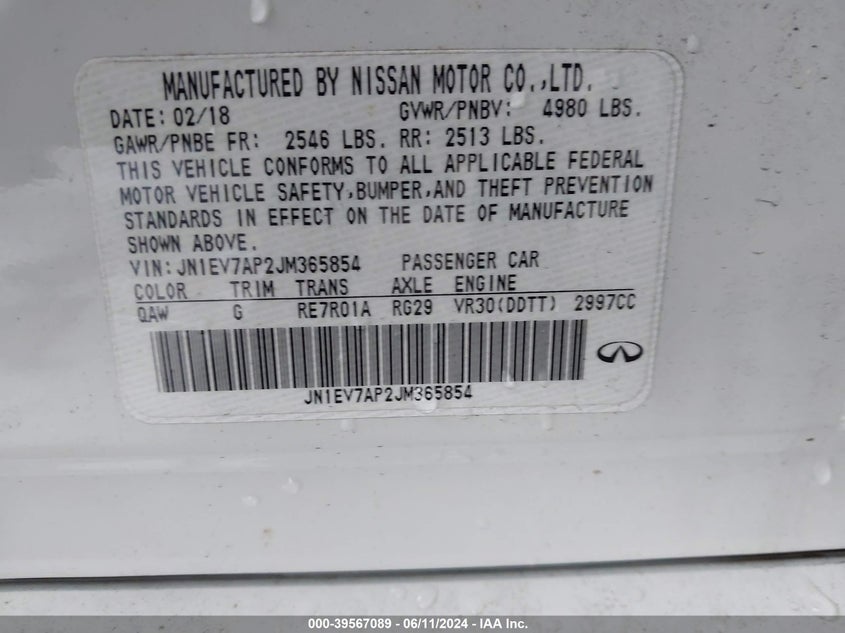 MANUFACTURED BY NISSAN MOTOR CO.,LTD.
DATE: 02/18 GVWR/PNBV: 4980 LBS.
GAWR/PNBE FR: 2546 LBS. RR: 2513 LBS.
THIS VEHICLE CONFORMS TO ALL APPLICABLE FEDERAL
MOTOR VEHICLE SAFETY,BUMPER,AND THEFT PREVENTION
STANDARDS IN EFFECT ON THE DATE OF MANUFACTURE
SHOWN ABOVE.
VIN: JN1EV7AP2JM365854 PASSENGER CAR
COLOR TRIM TRANS AXLE ENGINE
QAW G RE7R01A RG29 VR30(DDTT) 2997CC
JN1EV7AP2JM365854
000-39567089 - 06/11/2024 - IAA Inc.